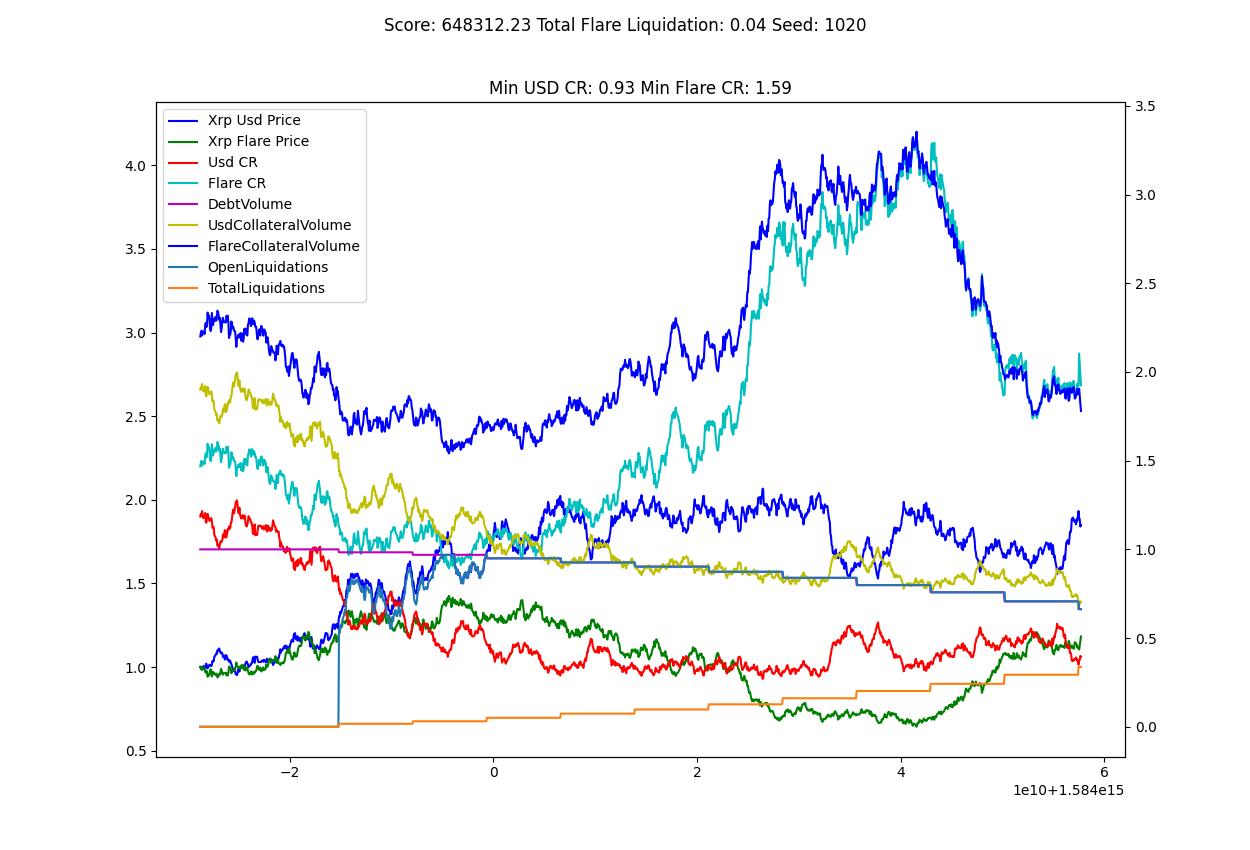 Score: 648312.23 Total Flare Liquidation: 0.04 Seed: 1020
Min USD CR: 0.93 Min Flare CR: 1.59
Xrp Usd Price
Xrp Flare Price
Usd CR
Flare CR
DebtVolume
UsdCollateralVolume
FlareCollateralVolume
OpenLiquidations
TotalLiquidations
4.0
3.5
3.0
2.5
2.0
1.5
1.0
0.5
3.5
3.0
2.5
2.0
1.5
1.0
0.5
0.0
−2
0
2
4
6
1e10+1.584e15